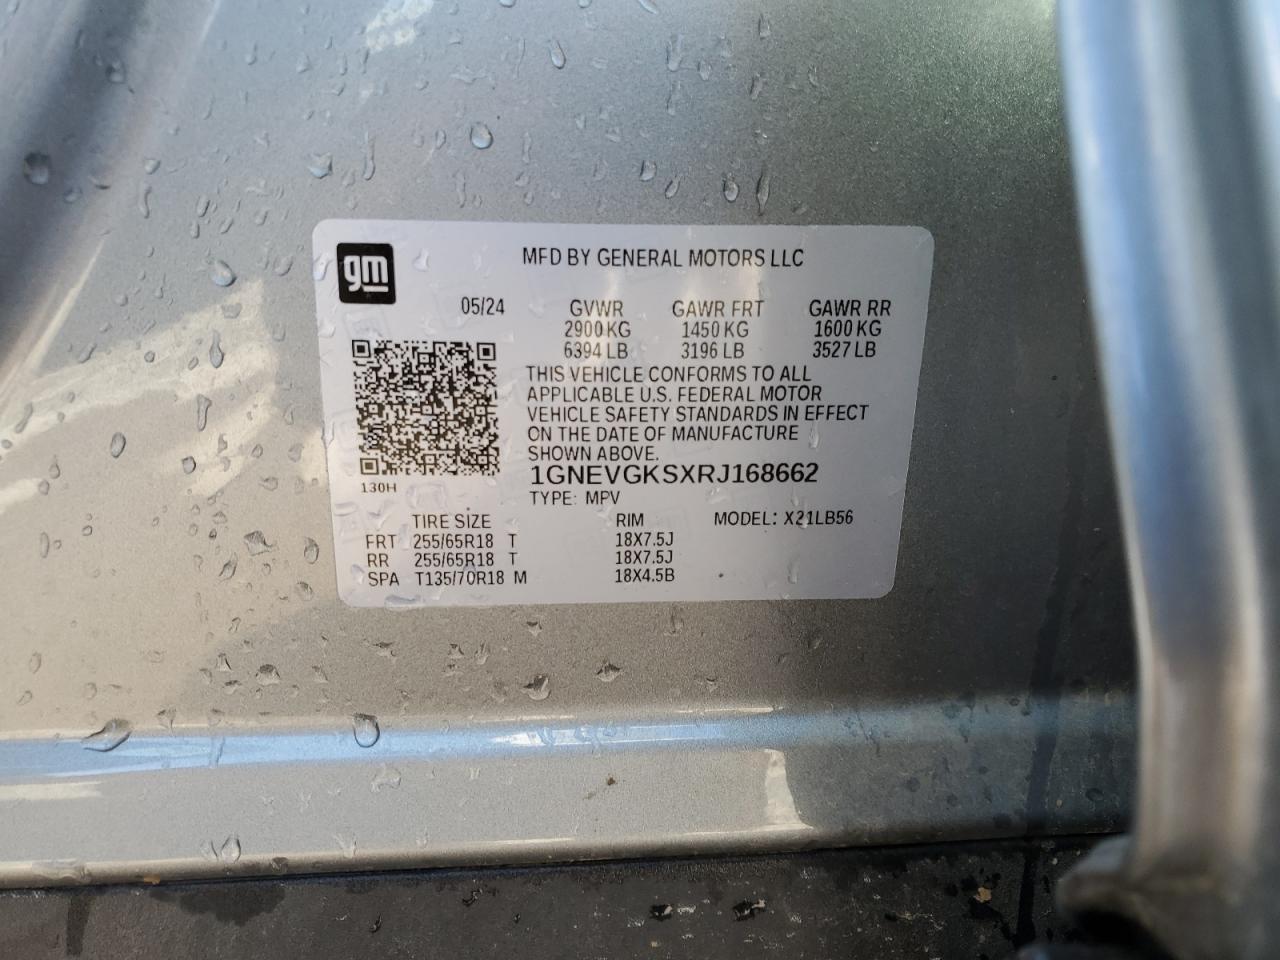 gm
MFD BY GENERAL MOTORS LLC
05/24 GVWR GAWR FRT GAWR RR
2900 KG 1450 KG 1600 KG
6394 LB 3196 LB 3527 LB
THIS VEHICLE CONFORMS TO ALL
APPLICABLE U.S. FEDERAL MOTOR
VEHICLE SAFETY STANDARDS IN EFFECT
ON THE DATE OF MANUFACTURE
SHOWN ABOVE.
1GNEVGKSXRJ168662
130H
TYPE: MPV
TIRE SIZE RIM MODEL: X21LB56
FRT 255/65R18 T 18X7.5J
RR 255/65R18 T 18X7.5J
SPA T135/70R18 M 18X4.5B